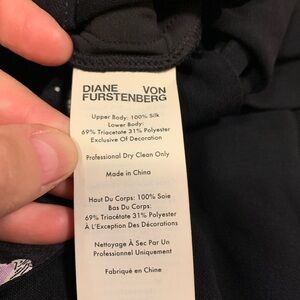 DIANE VON
FURSTENBERG
Upper Body: 100% Silk
Lower Body:
69% Triacetate 31% Polyester
Exclusive Of Decoration
Professional Dry Clean Only
Made in China
Haut Du Corps: 100% Soie
Bas Du Corps:
69% Triacétate 31% Polyester
À L'Exception Des Décorations
Nettoyage À Sec Par Un
Professionnel Uniquement
Fabriqué en Chine